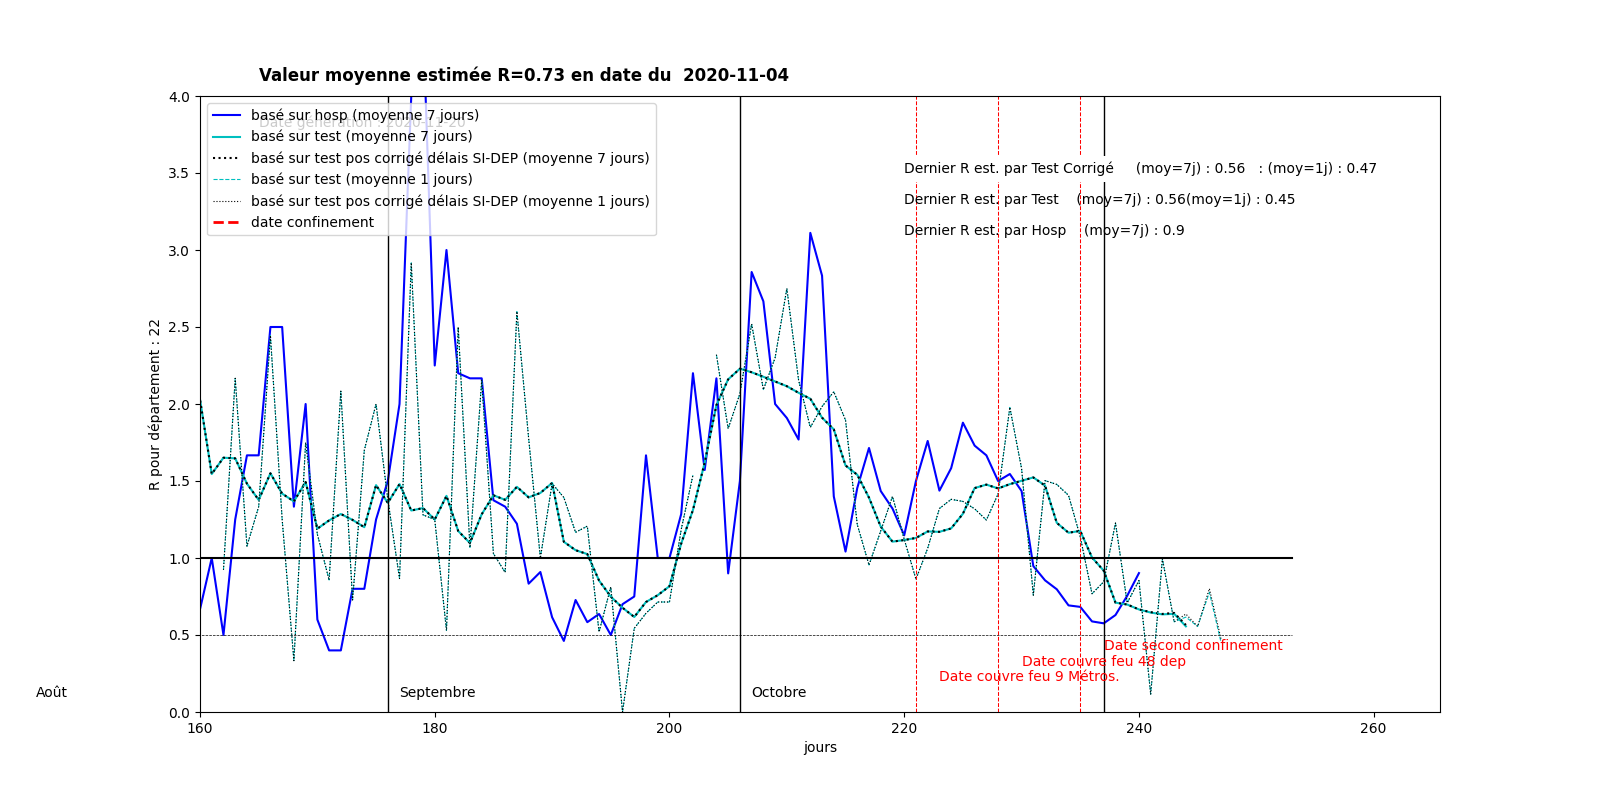 Valeur moyenne estimée R=0.73 en date du  2020-11-04
4.0
3.5
3.0
2.5
2.0
1.5
1.0
0.5
0.0
R pour département : 22
Date génération : 2020-11-20
basé sur hosp (moyenne 7 jours)
basé sur test (moyenne 7 jours)
basé sur test pos corrigé délais SI-DEP (moyenne 7 jours)
basé sur test (moyenne 1 jours)
basé sur test pos corrigé délais SI-DEP (moyenne 1 jours)
date confinement
Dernier R est. par Test Corrigé     (moy=7j) : 0.56   : (moy=1j) : 0.47
Dernier R est. par Test    (moy=7j) : 0.56(moy=1j) : 0.45
Dernier R est. par Hosp    (moy=7j) : 0.9
Date second confinement
Date couvre feu 48 dep
Date couvre feu 9 Métros.
Août
Septembre
Octobre
160 180 200 220 240 260
jours